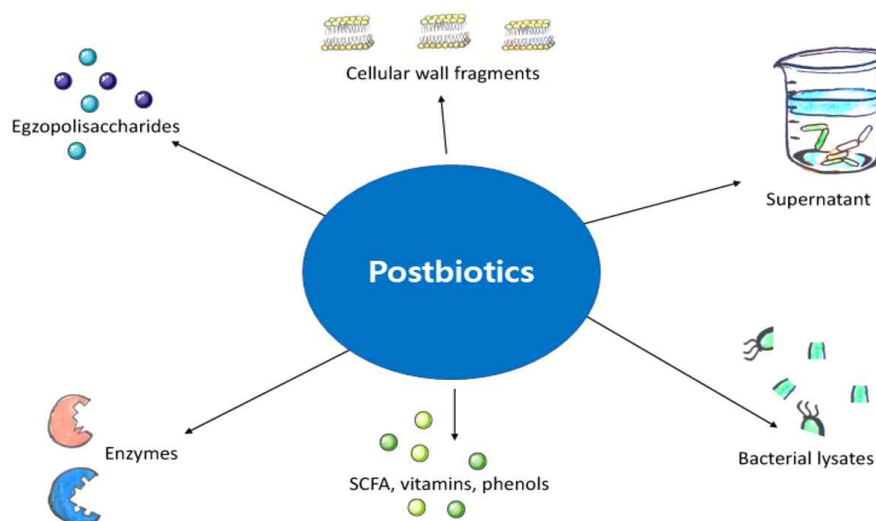 Cellular wall fragments
Egzopolisaccharides
Supernatant
Postbiotics
Enzymes
SCFA, vitamins, phenols
Bacterial lysates